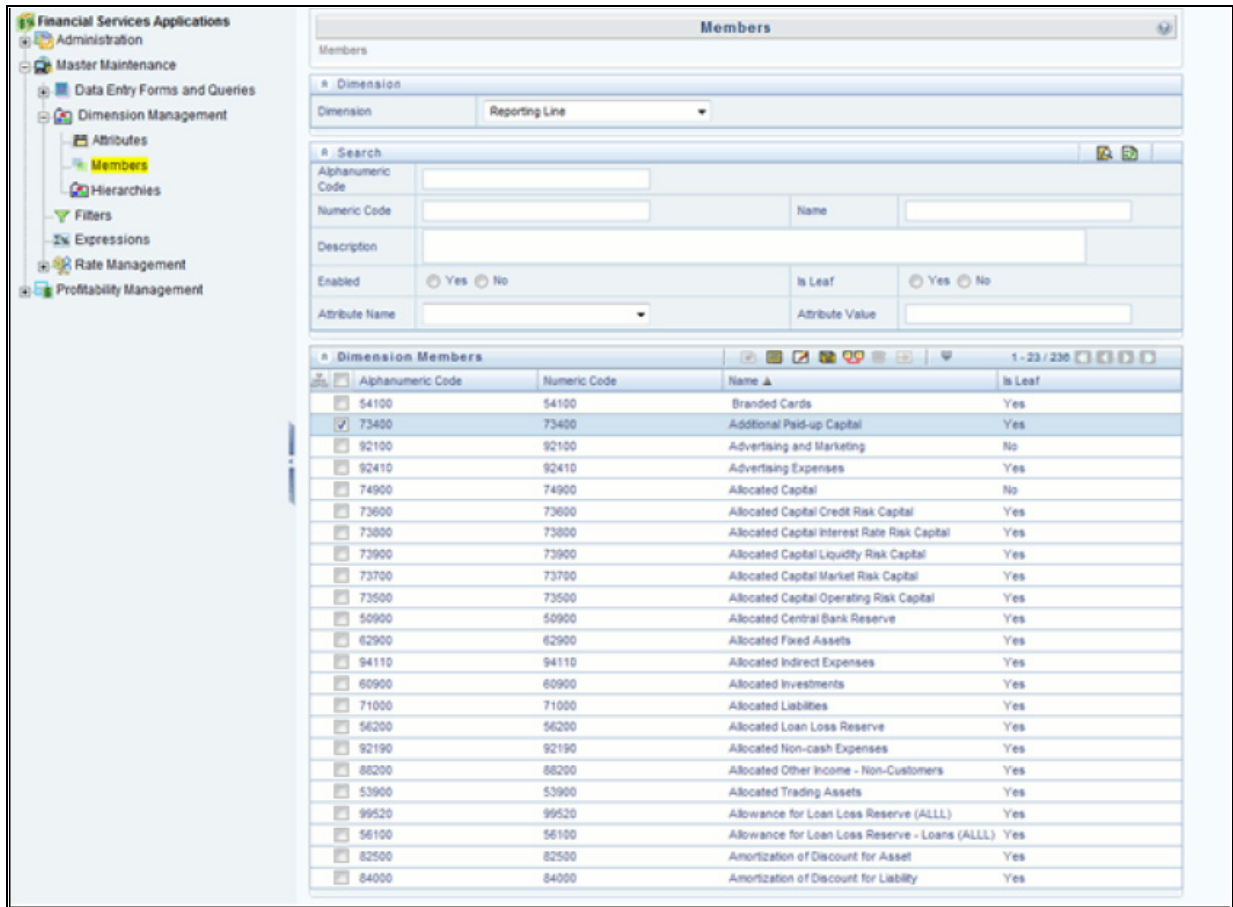 Financial Services Applications
Administration
Master Maintenance
Data Entry Forms and Queries
Dimension Management
Attributes
Members
Hierarchies
Filters
Expressions
Rate Management
Profitability Management
Members
Members
Dimension
Dimension Reporting Line
Search
Alphanumeric
Code
Numeric Code Name
Description
Enabled Yes No Is Leaf Yes No
Attribute Name Attribute Value
Dimension Members 1 - 23 / 236
Alphanumeric Code Numeric Code Name Is Leaf
54100 54100 Branded Cards Yes
73400 73400 Additional Paid-up Capital Yes
92100 92100 Advertising and Marketing No
92410 92410 Advertising Expenses Yes
74900 74900 Allocated Capital No
73600 73600 Allocated Capital Credit Risk Capital Yes
73800 73800 Allocated Capital Interest Rate Risk Capital Yes
73900 73900 Allocated Capital Liquidity Risk Capital Yes
73700 73700 Allocated Capital Market Risk Capital Yes
73500 73500 Allocated Capital Operating Risk Capital Yes
50900 50900 Allocated Central Bank Reserve Yes
62900 62900 Allocated Fixed Assets Yes
94110 94110 Allocated Indirect Expenses Yes
60900 60900 Allocated Investments Yes
71000 71000 Allocated Liabilities Yes
56200 56200 Allocated Loan Loss Reserve Yes
92190 92190 Allocated Non-cash Expenses Yes
88200 88200 Allocated Other Income - Non-Customers Yes
53900 53900 Allocated Trading Assets Yes
99520 99520 Allowance for Loan Loss Reserve (ALLL) Yes
56100 56100 Allowance for Loan Loss Reserve - Loans (ALLL) Yes
82500 82500 Amortization of Discount for Asset Yes
84000 84000 Amortization of Discount for Liability Yes